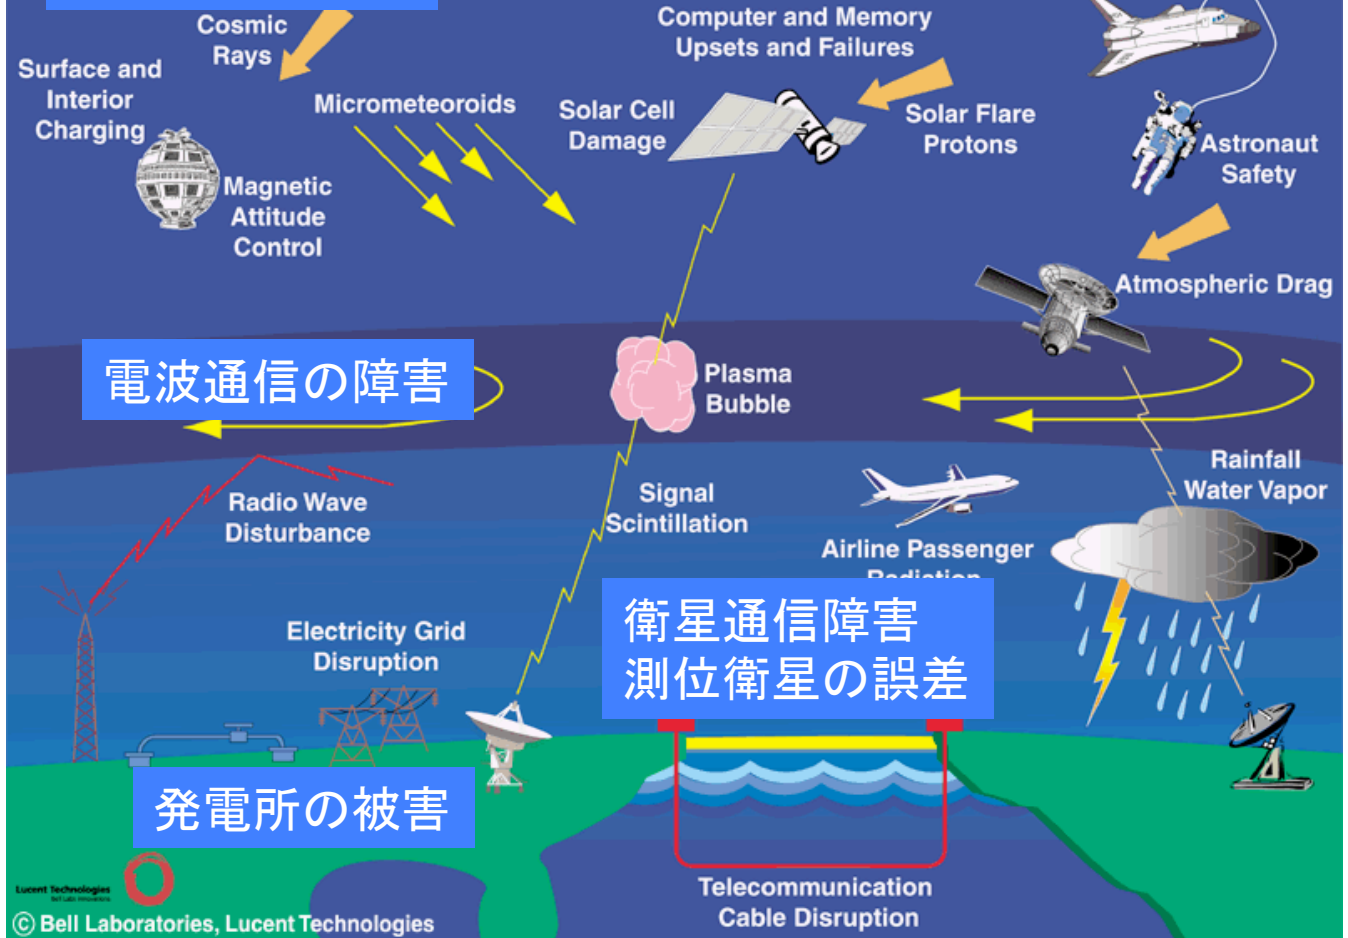 Cosmic
Rays
Computer and Memory
Upsets and Failures
Surface and
Interior
Charging
Micrometeoroids
Solar Cell
Damage
Solar Flare
Protons
Astronaut
Safety
Magnetic
Attitude
Control
Atmospheric Drag
電波通信の障害
Plasma
Bubble
Radio Wave
Disturbance
Signal
Scintillation
Rainfall
Water Vapor
Airline Passenger
Radiation
Electricity Grid
Disruption
衛星通信障害
測位衛星の誤差
発電所の被害
Telecommunication
Cable Disruption
Lucent Technologies
Bell Labs Innovations
© Bell Laboratories, Lucent Technologies